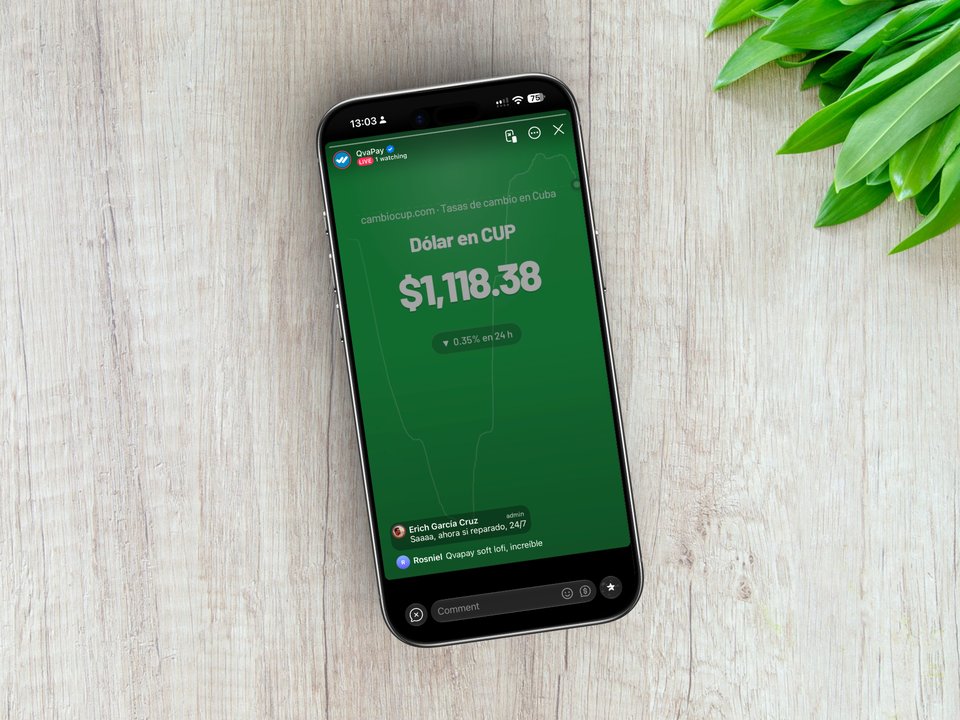 13:03
75
QvaPay
LIVE 1 watching
cambiocup.com · Tasas de cambio en Cuba
Dólar en CUP
$1,118.38
▼ 0.35% en 24 h
Erich García Cruz admin
Saaaa, ahora si reparado, 24/7
R Rosniel Qvapay soft lofi, increíble
Comment